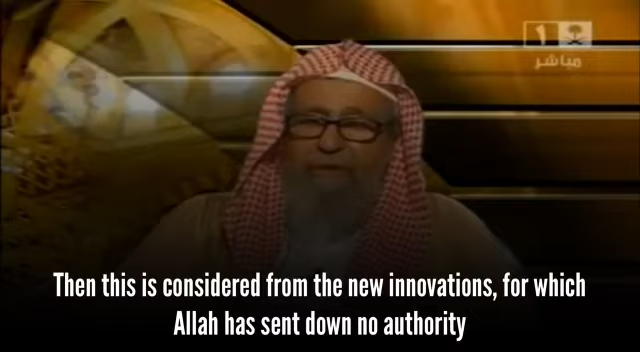 ١
مباشر
Then this is considered from the new innovations, for which
Allah has sent down no authority